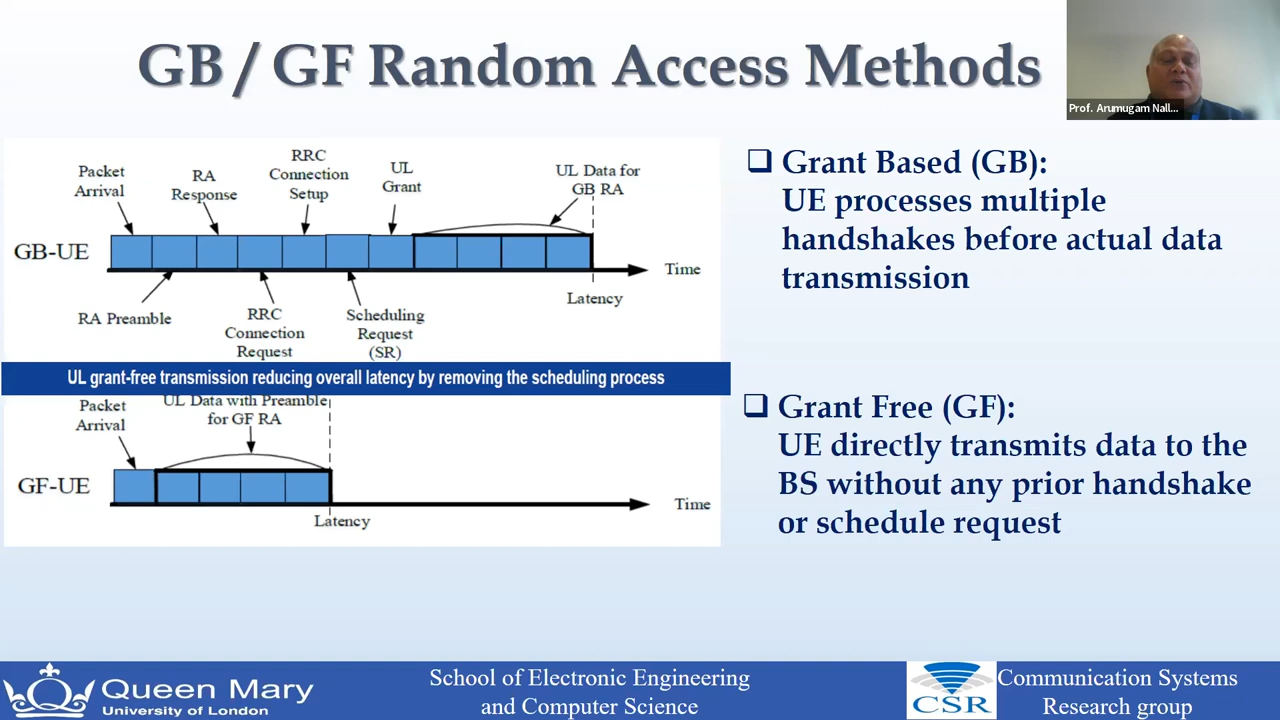 GB / GF Random Access Methods
Prof. Arumugam Nall...
Packet
Arrival
RA
Response
RRC
Connection
Setup
UL
Grant
UL Data for
GB RA
GB-UE
Time
Latency
RA Preamble
RRC
Connection
Request
Scheduling
Request
(SR)
UL grant-free transmission reducing overall latency by removing the scheduling process
Packet
Arrival
UL Data with Preamble
for GF RA
GF-UE
Time
Latency
❑ Grant Based (GB):
UE processes multiple
handshakes before actual data
transmission
❑ Grant Free (GF):
UE directly transmits data to the
BS without any prior handshake
or schedule request
Queen Mary
University of London
School of Electronic Engineering
and Computer Science
CSR
Communication Systems
Research group